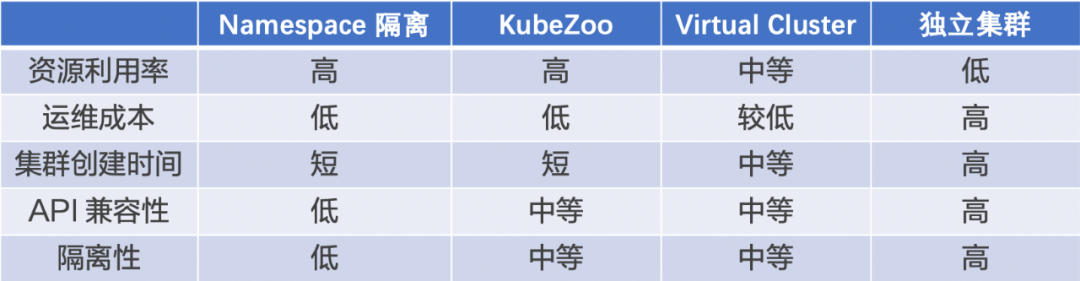 Namespace 隔离 KubeZoo Virtual Cluster 独立集群
资源利用率 高 高 中等 低
运维成本 低 低 较低 高
集群创建时间 短 短 中等 高
API 兼容性 低 中等 中等 高
隔离性 低 中等 中等 高